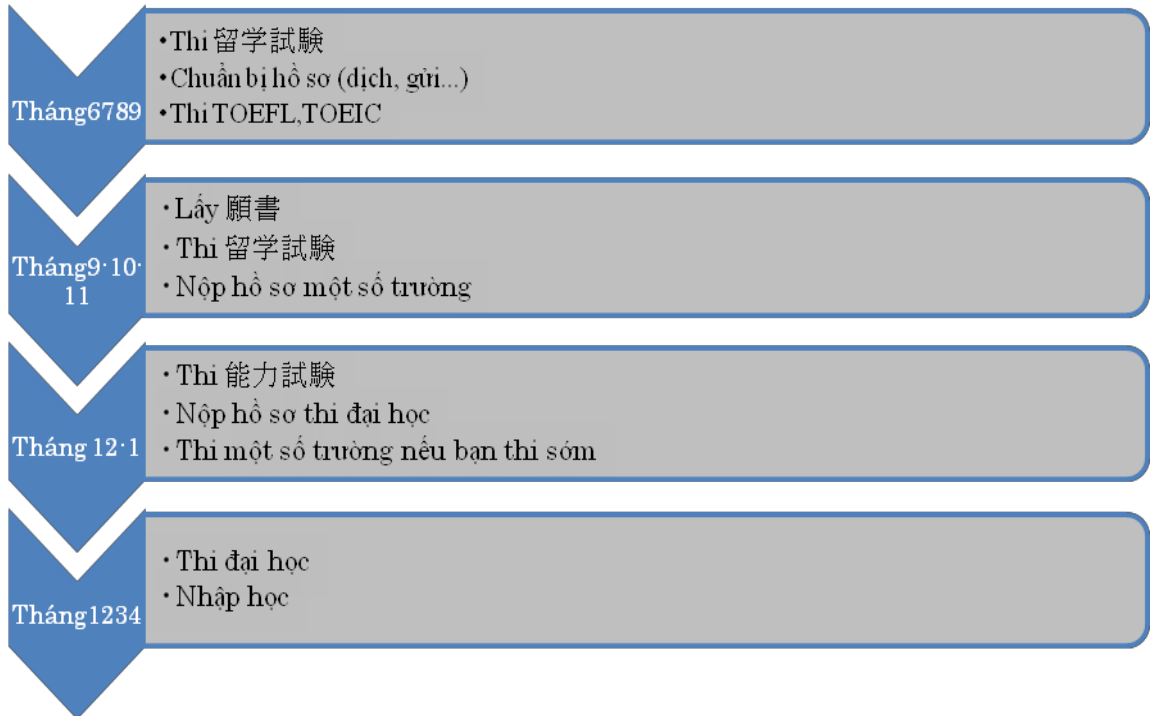 Tháng6789
•Thi 留学試験
•Chuẩn bị hồ sơ (dịch, gửi...)
•Thi TOEFL,TOEIC
Tháng9·10·
11
・Lấy 願書
・Thi 留学試験
・Nộp hồ sơ một số trường
Tháng 12·1
・Thi 能力試験
・Nộp hồ sơ thi đại học
・Thi một số trường nếu bạn thi sớm
Tháng1234
・Thi đại học
・Nhập học